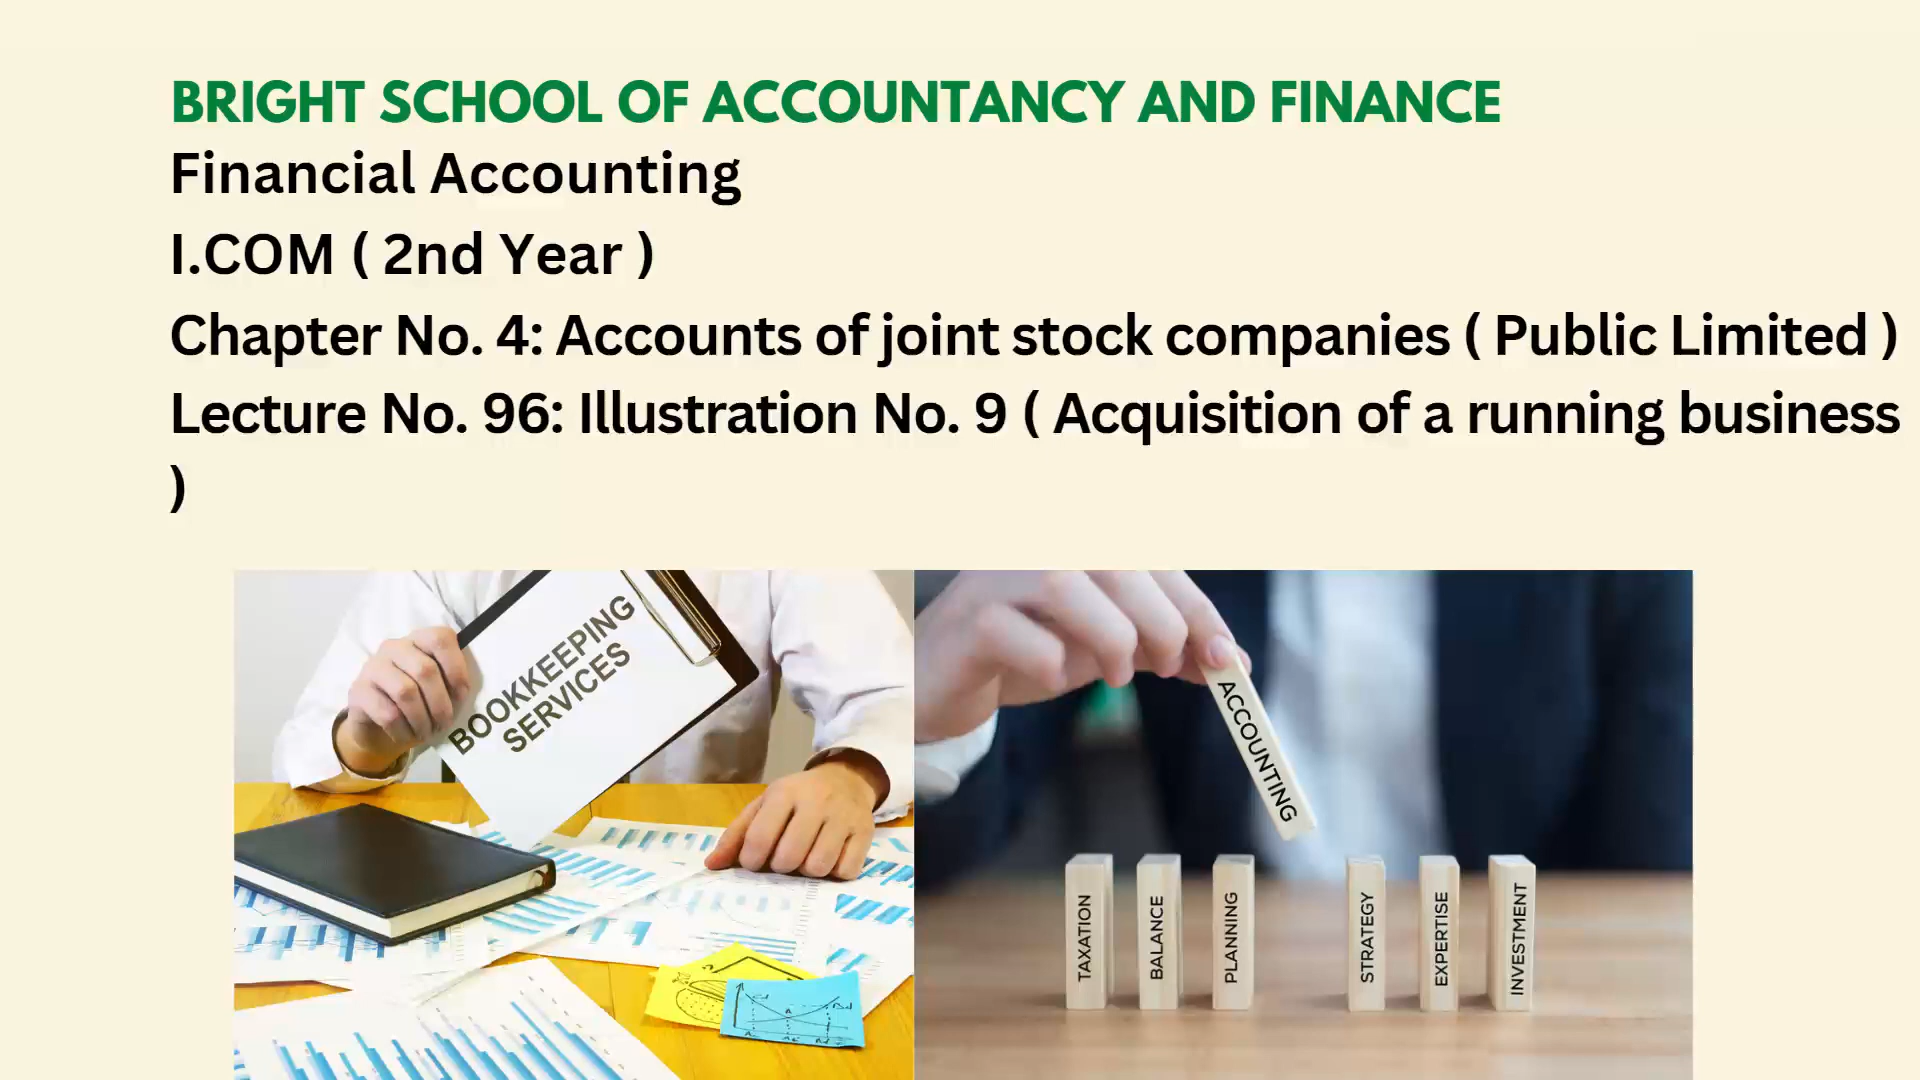 BRIGHT SCHOOL OF ACCOUNTANCY AND FINANCE
Financial Accounting
I.COM ( 2nd Year )
Chapter No. 4: Accounts of joint stock companies ( Public Limited )
Lecture No. 96: Illustration No. 9 ( Acquisition of a running business
)
BOOKKEEPING
SERVICES
ACCOUNTING
TAXATION
BALANCE
PLANNING
STRATEGY
EXPERTISE
INVESTMENT